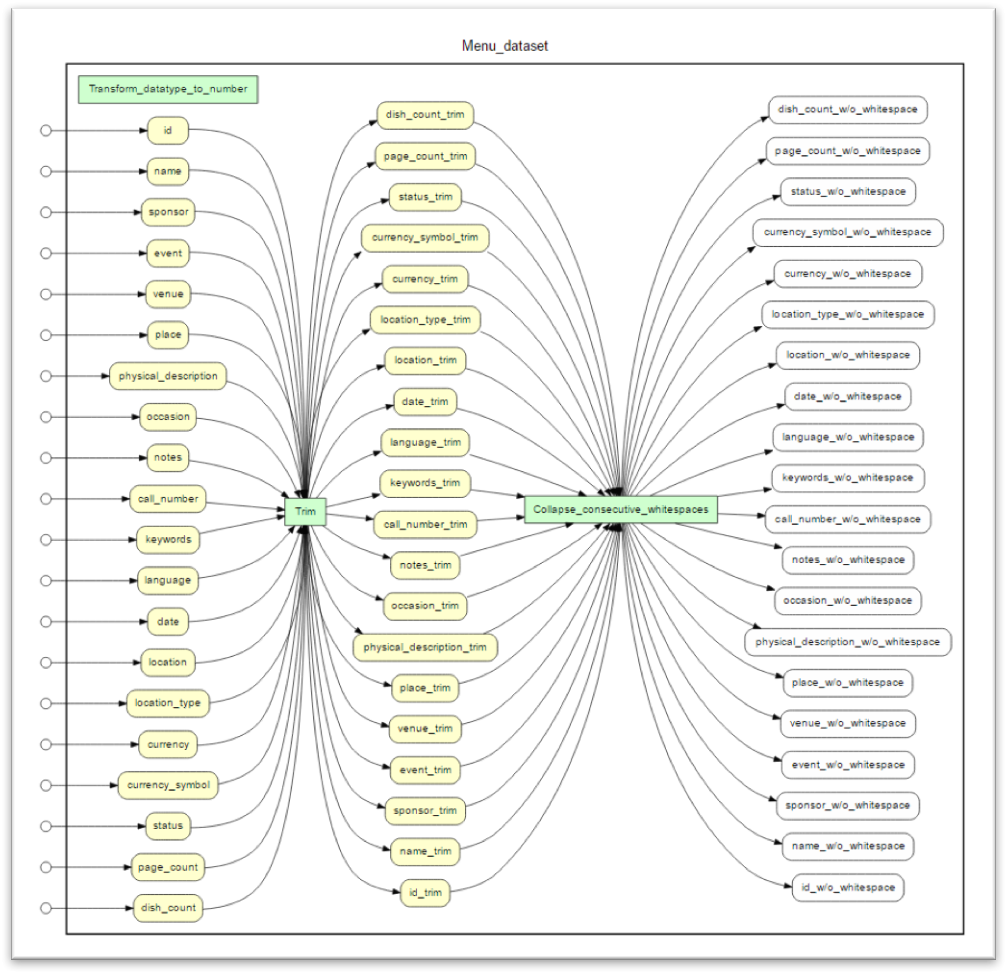 Menu_dataset
Transform_datatype_to_number
id
name
sponsor
event
venue
place
physical_description
occasion
notes
call_number
keywords
language
date
location
location_type
currency
currency_symbol
status
page_count
dish_count
Trim
dish_count_trim
page_count_trim
status_trim
currency_symbol_trim
currency_trim
location_type_trim
location_trim
date_trim
language_trim
keywords_trim
call_number_trim
notes_trim
occasion_trim
physical_description_trim
place_trim
venue_trim
event_trim
sponsor_trim
name_trim
id_trim
Collapse_consecutive_whitespaces
dish_count_w/o_whitespace
page_count_w/o_whitespace
status_w/o_whitespace
currency_symbol_w/o_whitespace
currency_w/o_whitespace
location_type_w/o_whitespace
location_w/o_whitespace
date_w/o_whitespace
language_w/o_whitespace
keywords_w/o_whitespace
call_number_w/o_whitespace
notes_w/o_whitespace
occasion_w/o_whitespace
physical_description_w/o_whitespace
place_w/o_whitespace
venue_w/o_whitespace
event_w/o_whitespace
sponsor_w/o_whitespace
name_w/o_whitespace
id_w/o_whitespace